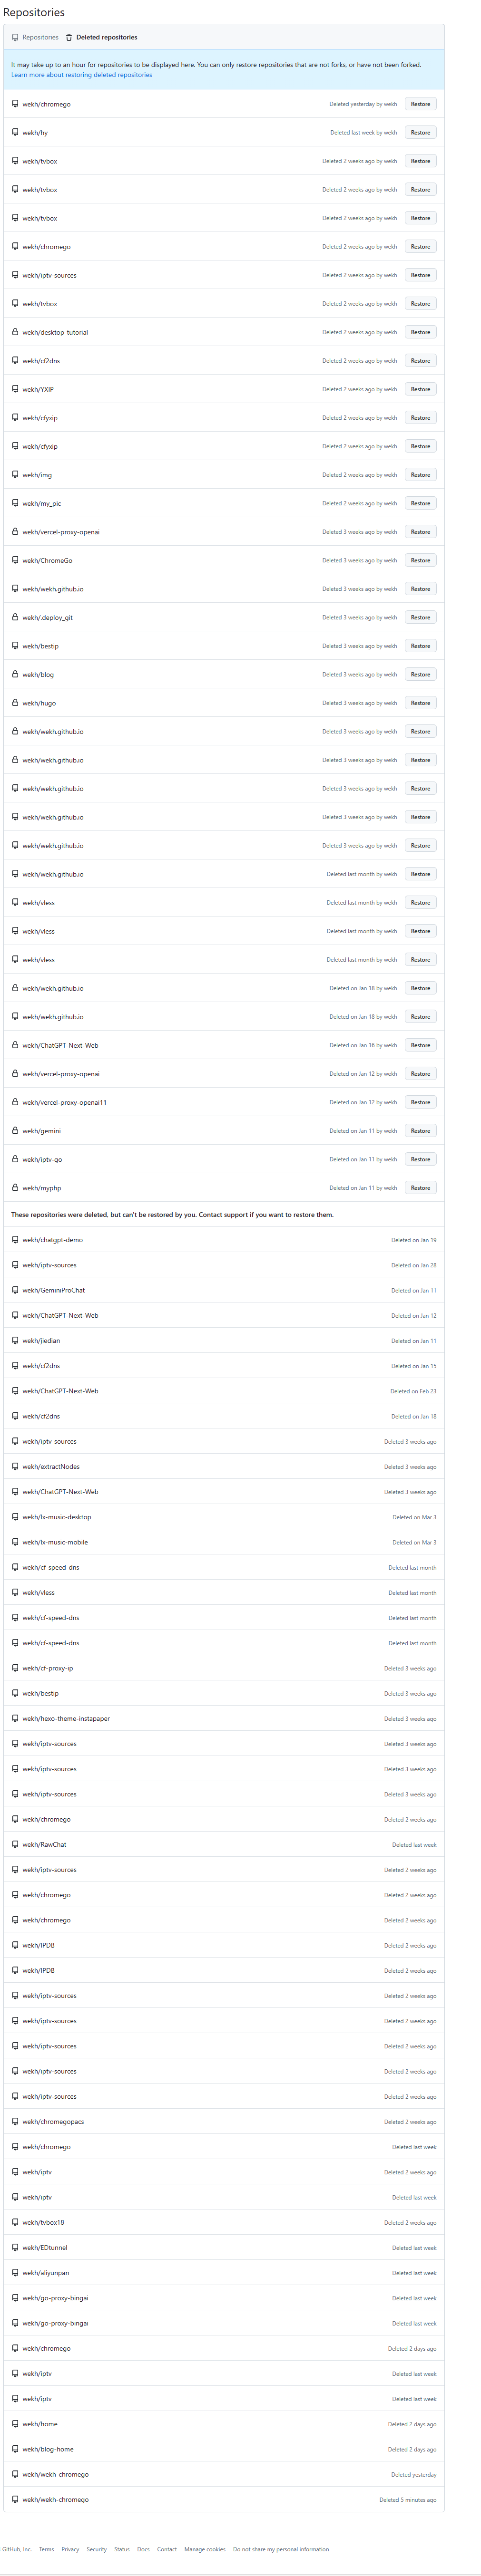 Repositories
Repositories Deleted repositories
It may take up to an hour for repositories to be displayed here. You can only restore repositories that are not forks, or have not been forked.
Learn more about restoring deleted repositories
wekh/chromego Deleted yesterday by wekh Restore
wekh/hy Deleted last week by wekh Restore
wekh/tvbox Deleted 2 weeks ago by wekh Restore
wekh/tvbox Deleted 2 weeks ago by wekh Restore
wekh/tvbox Deleted 2 weeks ago by wekh Restore
wekh/chromego Deleted 2 weeks ago by wekh Restore
wekh/iptv-sources Deleted 2 weeks ago by wekh Restore
wekh/tvbox Deleted 2 weeks ago by wekh Restore
wekh/desktop-tutorial Deleted 2 weeks ago by wekh Restore
wekh/cf2dns Deleted 2 weeks ago by wekh Restore
wekh/YXIP Deleted 2 weeks ago by wekh Restore
wekh/cfyxip Deleted 2 weeks ago by wekh Restore
wekh/cfyxip Deleted 2 weeks ago by wekh Restore
wekh/img Deleted 2 weeks ago by wekh Restore
wekh/my_pic Deleted 2 weeks ago by wekh Restore
wekh/vercel-proxy-openai Deleted 3 weeks ago by wekh Restore
wekh/ChromeGo Deleted 3 weeks ago by wekh Restore
wekh/wekh.github.io Deleted 3 weeks ago by wekh Restore
wekh/.deploy_git Deleted 3 weeks ago by wekh Restore
wekh/bestip Deleted 3 weeks ago by wekh Restore
wekh/blog Deleted 3 weeks ago by wekh Restore
wekh/hugo Deleted 3 weeks ago by wekh Restore
wekh/wekh.github.io Deleted 3 weeks ago by wekh Restore
wekh/wekh.github.io Deleted 3 weeks ago by wekh Restore
wekh/wekh.github.io Deleted 3 weeks ago by wekh Restore
wekh/wekh.github.io Deleted 3 weeks ago by wekh Restore
wekh/wekh.github.io Deleted 3 weeks ago by wekh Restore
wekh/wekh.github.io Deleted last month by wekh Restore
wekh/vless Deleted last month by wekh Restore
wekh/vless Deleted last month by wekh Restore
wekh/vless Deleted last month by wekh Restore
wekh/wekh.github.io Deleted on Jan 18 by wekh Restore
wekh/wekh.github.io Deleted on Jan 18 by wekh Restore
wekh/ChatGPT-Next-Web Deleted on Jan 16 by wekh Restore
wekh/vercel-proxy-openai Deleted on Jan 12 by wekh Restore
wekh/vercel-proxy-openai11 Deleted on Jan 12 by wekh Restore
wekh/gemini Deleted on Jan 11 by wekh Restore
wekh/iptv-go Deleted on Jan 11 by wekh Restore
wekh/myphp Deleted on Jan 11 by wekh Restore
These repositories were deleted, but can't be restored by you. Contact support if you want to restore them.
wekh/chatgpt-demo Deleted on Jan 19
wekh/iptv-sources Deleted on Jan 28
wekh/GeminiProChat Deleted on Jan 11
wekh/ChatGPT-Next-Web Deleted on Jan 12
wekh/jiedian Deleted on Jan 11
wekh/cf2dns Deleted on Jan 15
wekh/ChatGPT-Next-Web Deleted on Feb 23
wekh/cf2dns Deleted on Jan 18
wekh/iptv-sources Deleted 3 weeks ago
wekh/extractNodes Deleted 3 weeks ago
wekh/ChatGPT-Next-Web Deleted 3 weeks ago
wekh/lx-music-desktop Deleted on Mar 3
wekh/lx-music-mobile Deleted on Mar 3
wekh/cf-speed-dns Deleted last month
wekh/vless Deleted last month
wekh/cf-speed-dns Deleted last month
wekh/cf-speed-dns Deleted last month
wekh/cf-proxy-ip Deleted 3 weeks ago
wekh/bestip Deleted 3 weeks ago
wekh/hexo-theme-instapaper Deleted 3 weeks ago
wekh/iptv-sources Deleted 3 weeks ago
wekh/iptv-sources Deleted 3 weeks ago
wekh/iptv-sources Deleted 3 weeks ago
wekh/chromego Deleted 2 weeks ago
wekh/RawChat Deleted last week
wekh/iptv-sources Deleted 2 weeks ago
wekh/chromego Deleted 2 weeks ago
wekh/chromego Deleted 2 weeks ago
wekh/IPDB Deleted 2 weeks ago
wekh/IPDB Deleted 2 weeks ago
wekh/iptv-sources Deleted 2 weeks ago
wekh/iptv-sources Deleted 2 weeks ago
wekh/iptv-sources Deleted 2 weeks ago
wekh/iptv-sources Deleted 2 weeks ago
wekh/iptv-sources Deleted 2 weeks ago
wekh/chromegopacs Deleted 2 weeks ago
wekh/chromego Deleted last week
wekh/iptv Deleted 2 weeks ago
wekh/iptv Deleted last week
wekh/tvbox18 Deleted 2 weeks ago
wekh/EDtunnel Deleted last week
wekh/aliyunpan Deleted last week
wekh/go-proxy-bingai Deleted last week
wekh/go-proxy-bingai Deleted last week
wekh/chromego Deleted 2 days ago
wekh/iptv Deleted last week
wekh/iptv Deleted last week
wekh/home Deleted 2 days ago
wekh/blog-home Deleted 2 days ago
wekh/wekh-chromego Deleted yesterday
wekh/wekh-chromego Deleted 5 minutes ago
GitHub, Inc. Terms Privacy Security Status Docs Contact Manage cookies Do not share my personal information